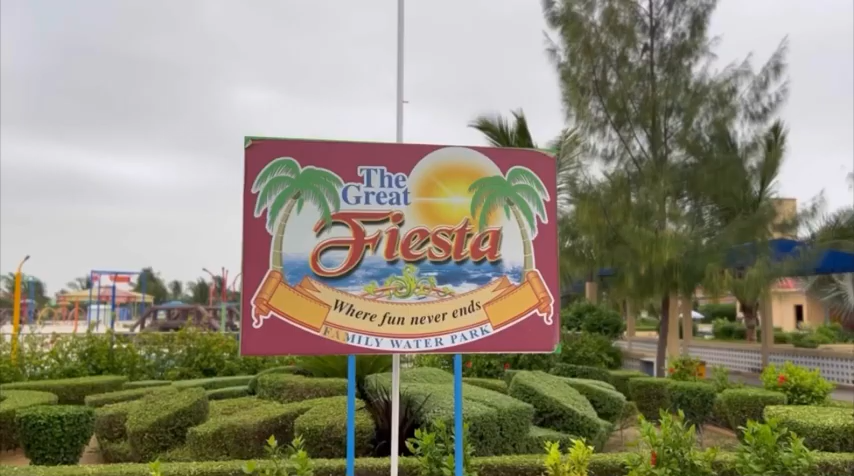 The
Great
Fiesta
Where fun never ends
FAMILY WATER PARK